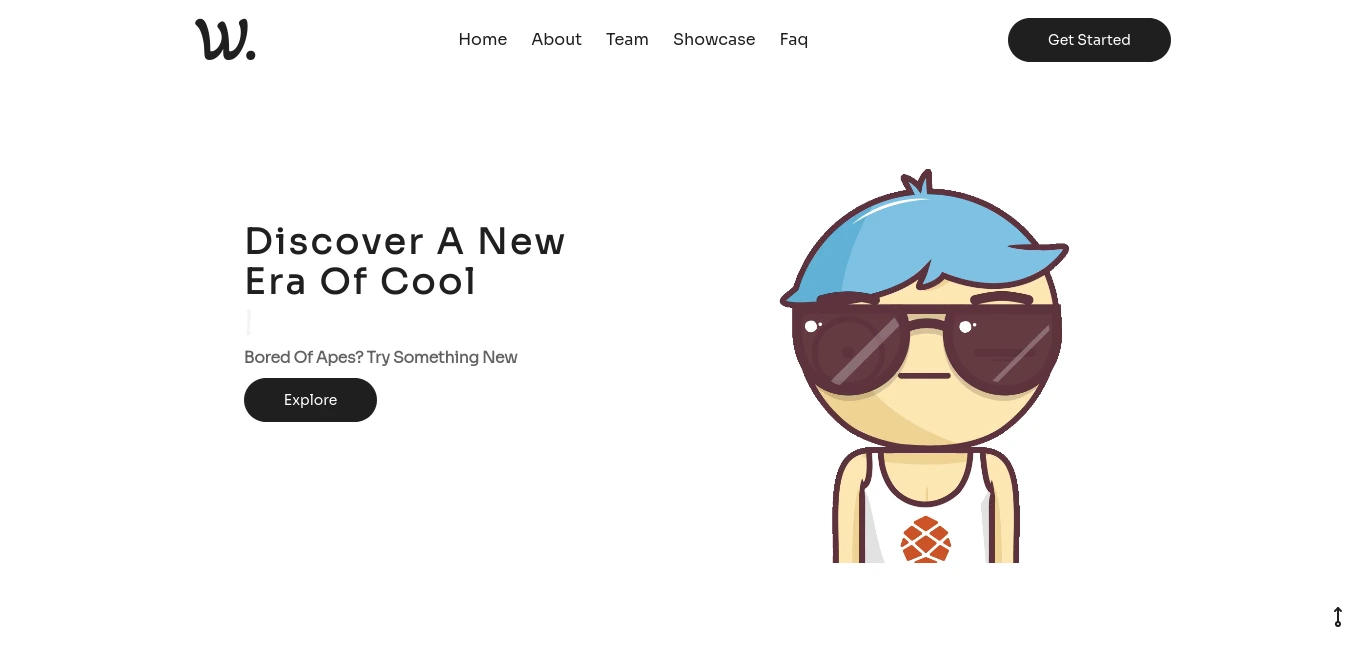 W.
Home About Team Showcase Faq
Get Started
Discover A New
Era Of Cool
Bored Of Apes? Try Something New
Explore